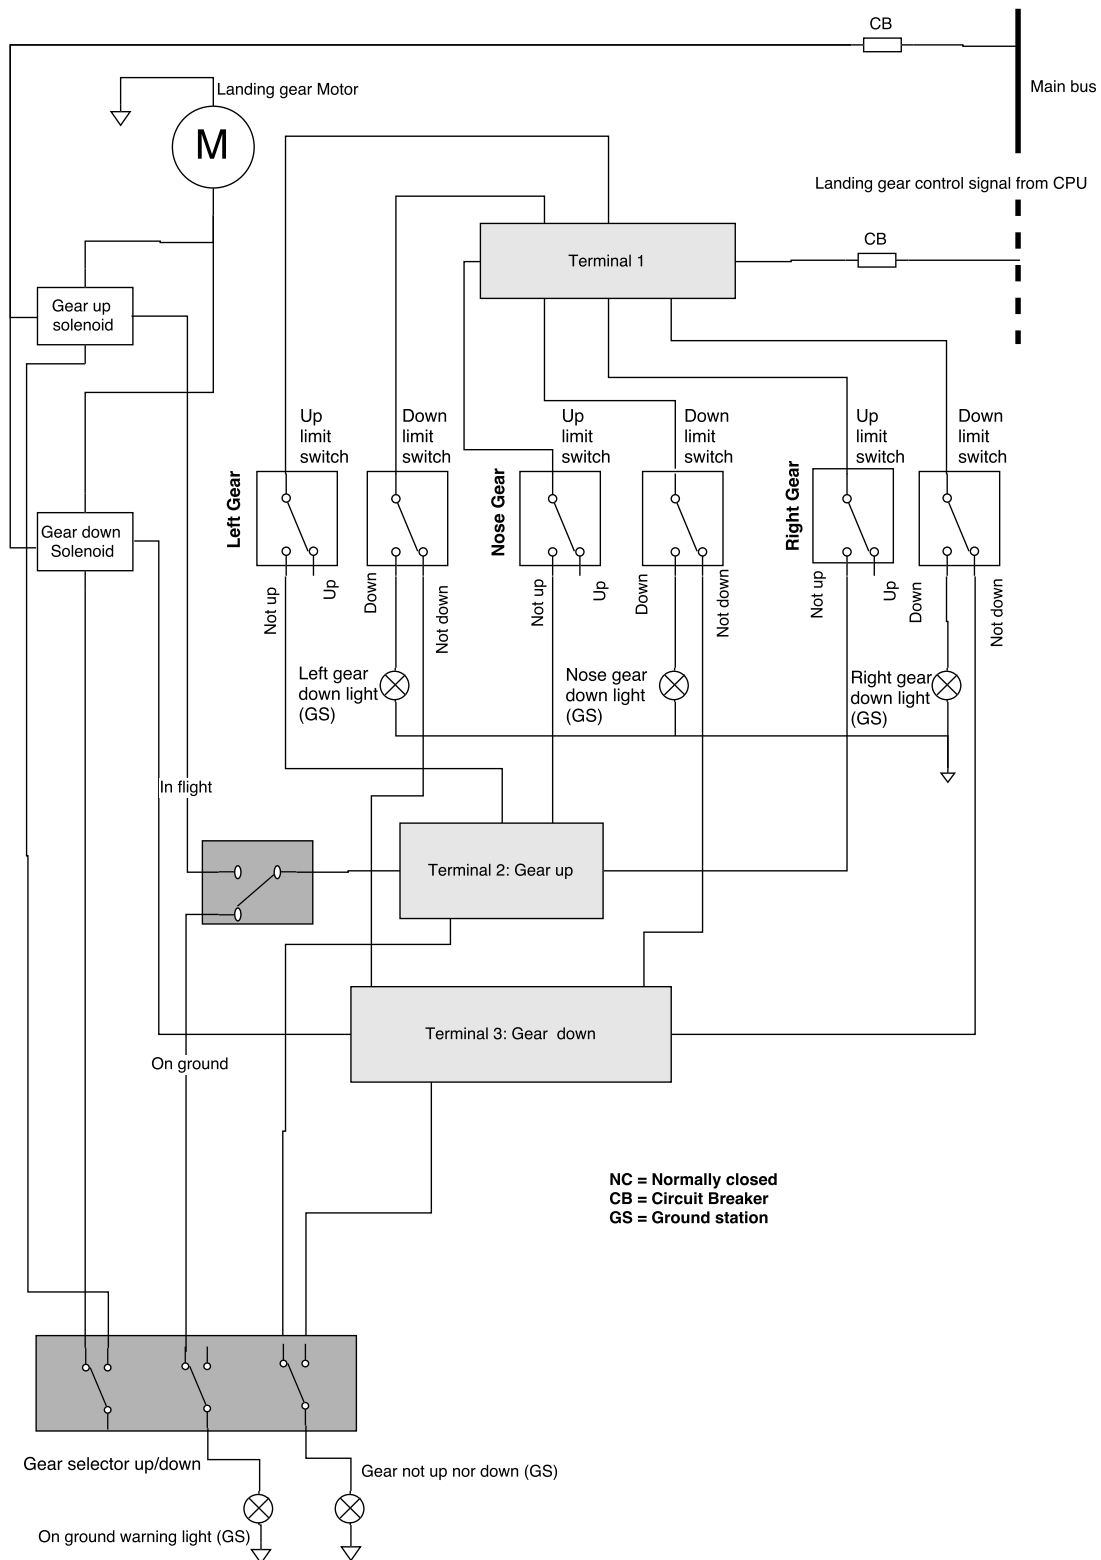 CB
Main bus
Landing gear Motor
M
Landing gear control signal from CPU
CB
Terminal 1
Gear up
solenoid
Up
limit
switch
Down
limit
switch
Up
limit
switch
Down
limit
switch
Up
limit
switch
Down
limit
switch
Left Gear
Nose Gear
Right Gear
Gear down
Solenoid
Not up
Up
Down
Not down
Not up
Up
Down
Not down
Not up
Up
Down
Not down
Left gear
down light
(GS)
Nose gear
down light
(GS)
Right gear
down light
(GS)
In flight
Terminal 2: Gear up
Terminal 3: Gear down
On ground
NC = Normally closed
CB = Circuit Breaker
GS = Ground station
Gear selector up/down
Gear not up nor down (GS)
On ground warning light (GS)